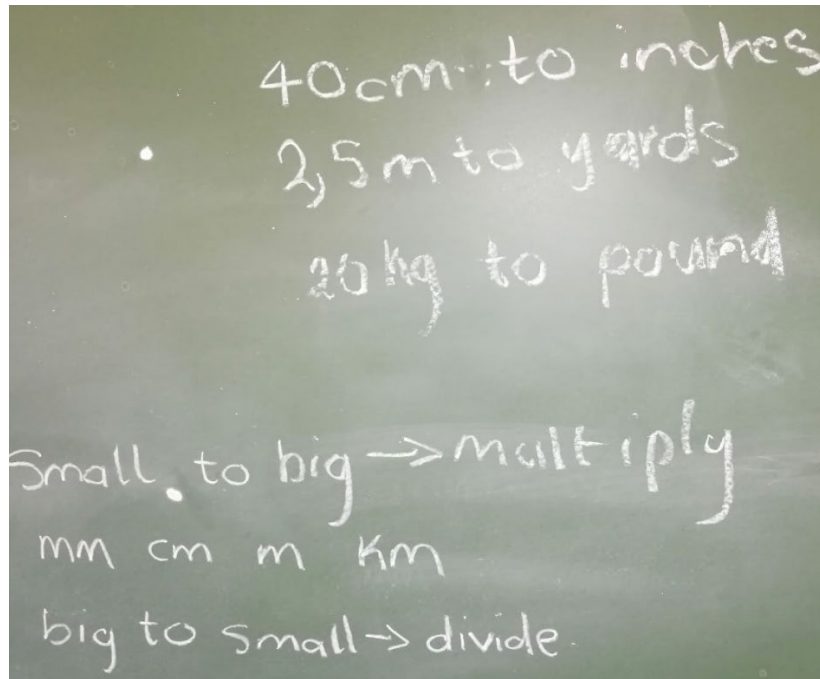 40cm to inches
2,5m to yards
20kg to pound
Small to big → multiply
mm cm m Km
big to small → divide.